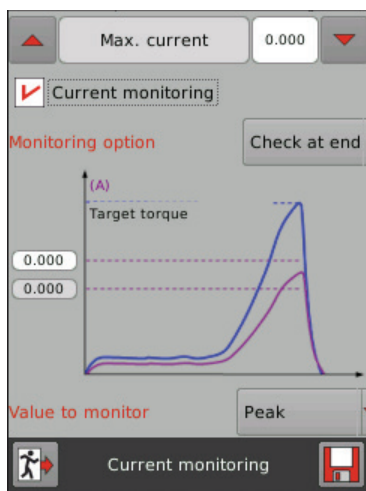 Max. current 0.000
Current monitoring
Monitoring option Check at end
(A)
Target torque
0.000
0.000
Value to monitor Peak
Current monitoring